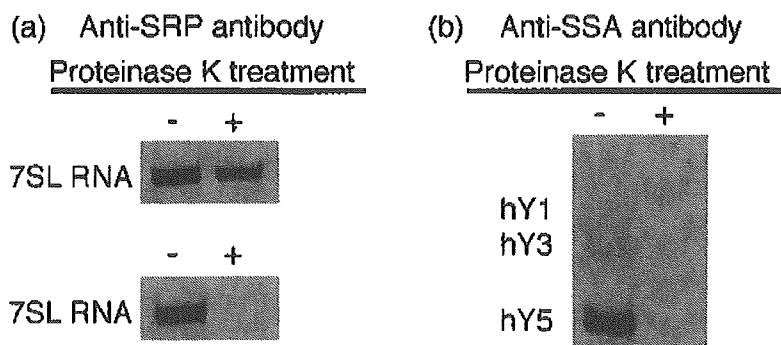 (a) Anti-SRP antibody
Proteinase K treatment
- +
7SL RNA
- +
7SL RNA
(b) Anti-SSA antibody
Proteinase K treatment
- +
hY1
hY3
hY5